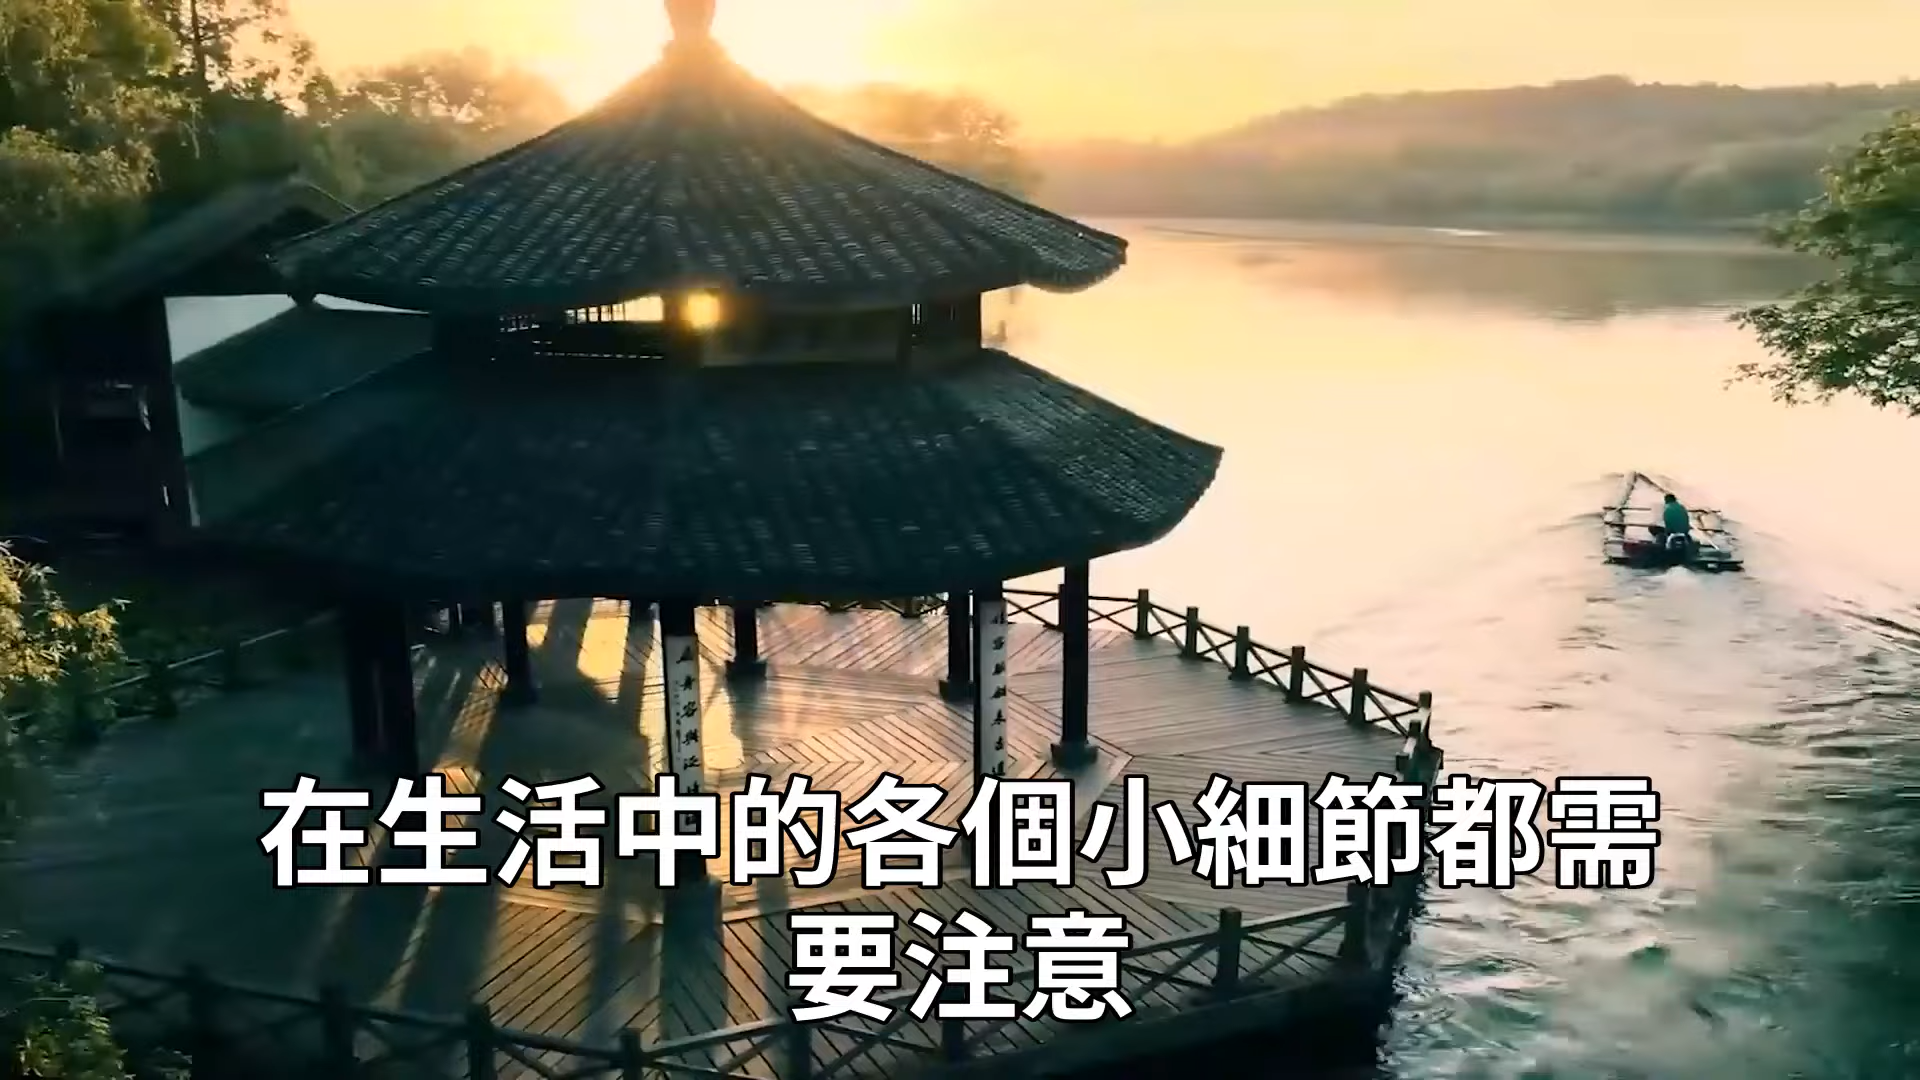 在生活中的各個小細節都需
要注意